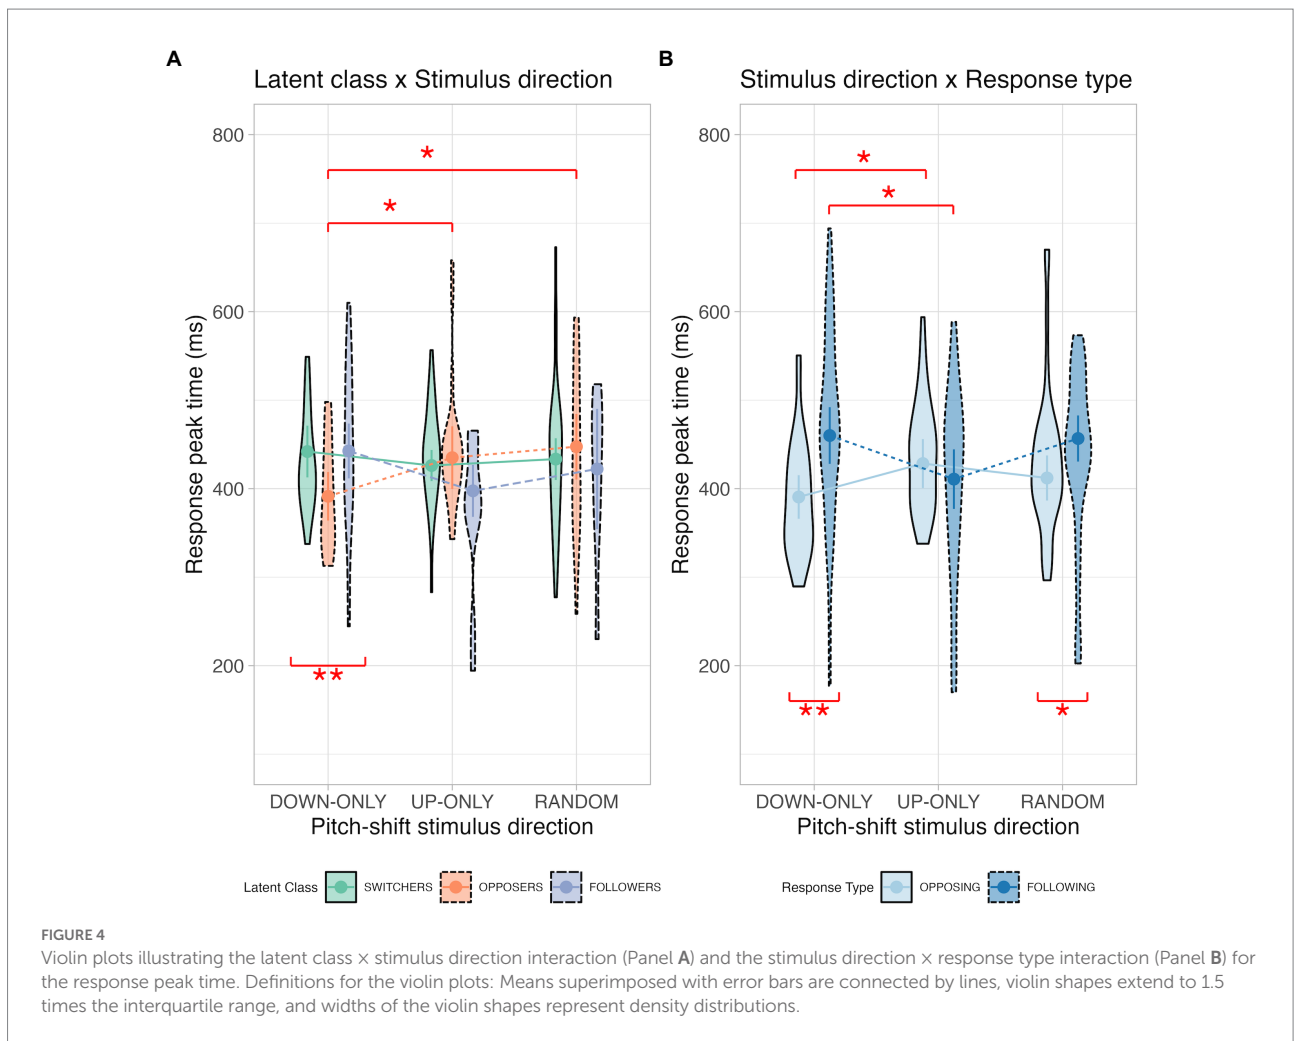 A
Latent class x Stimulus direction
800
600
400
200
Response peak time (ms)
*
*
**
DOWN-ONLY UP-ONLY RANDOM
Pitch-shift stimulus direction
Latent Class SWITCHERS OPPOSERS FOLLOWERS
B
Stimulus direction x Response type
800
600
400
200
Response peak time (ms)
*
*
**
*
DOWN-ONLY UP-ONLY RANDOM
Pitch-shift stimulus direction
Response Type OPPOSING FOLLOWING
FIGURE 4
Violin plots illustrating the latent class × stimulus direction interaction (Panel A) and the stimulus direction × response type interaction (Panel B) for
the response peak time. Definitions for the violin plots: Means superimposed with error bars are connected by lines, violin shapes extend to 1.5
times the interquartile range, and widths of the violin shapes represent density distributions.